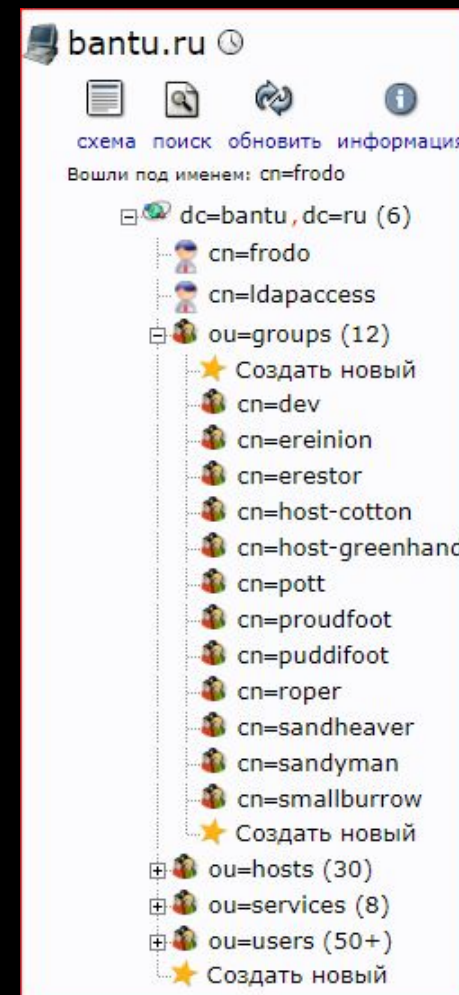 bantu.ru
схема поиск обновить информация
Вошли под именем: cn=frodo
dc=bantu,dc=ru (6)
cn=frodo
cn=ldapaccess
ou=groups (12)
Создать новый
cn=dev
cn=ereinion
cn=erestor
cn=host-cotton
cn=host-greenhand
cn=pott
cn=proudfoot
cn=puddifoot
cn=roper
cn=sandheaver
cn=sandyman
cn=smallburrow
Создать новый
ou=hosts (30)
ou=services (8)
ou=users (50+)
Создать новый